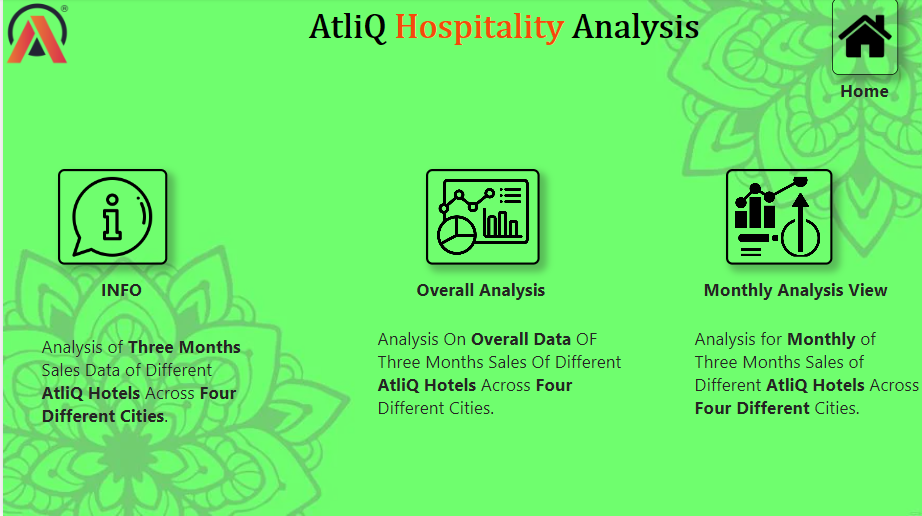 ®
AtliQ Hospitality Analysis
Home
INFO
Analysis of Three Months
Sales Data of Different
AtliQ Hotels Across Four
Different Cities.
Overall Analysis
Analysis On Overall Data OF
Three Months Sales Of Different
AtliQ Hotels Across Four
Different Cities.
Monthly Analysis View
Analysis for Monthly of
Three Months Sales of
Different AtliQ Hotels Across
Four Different Cities.